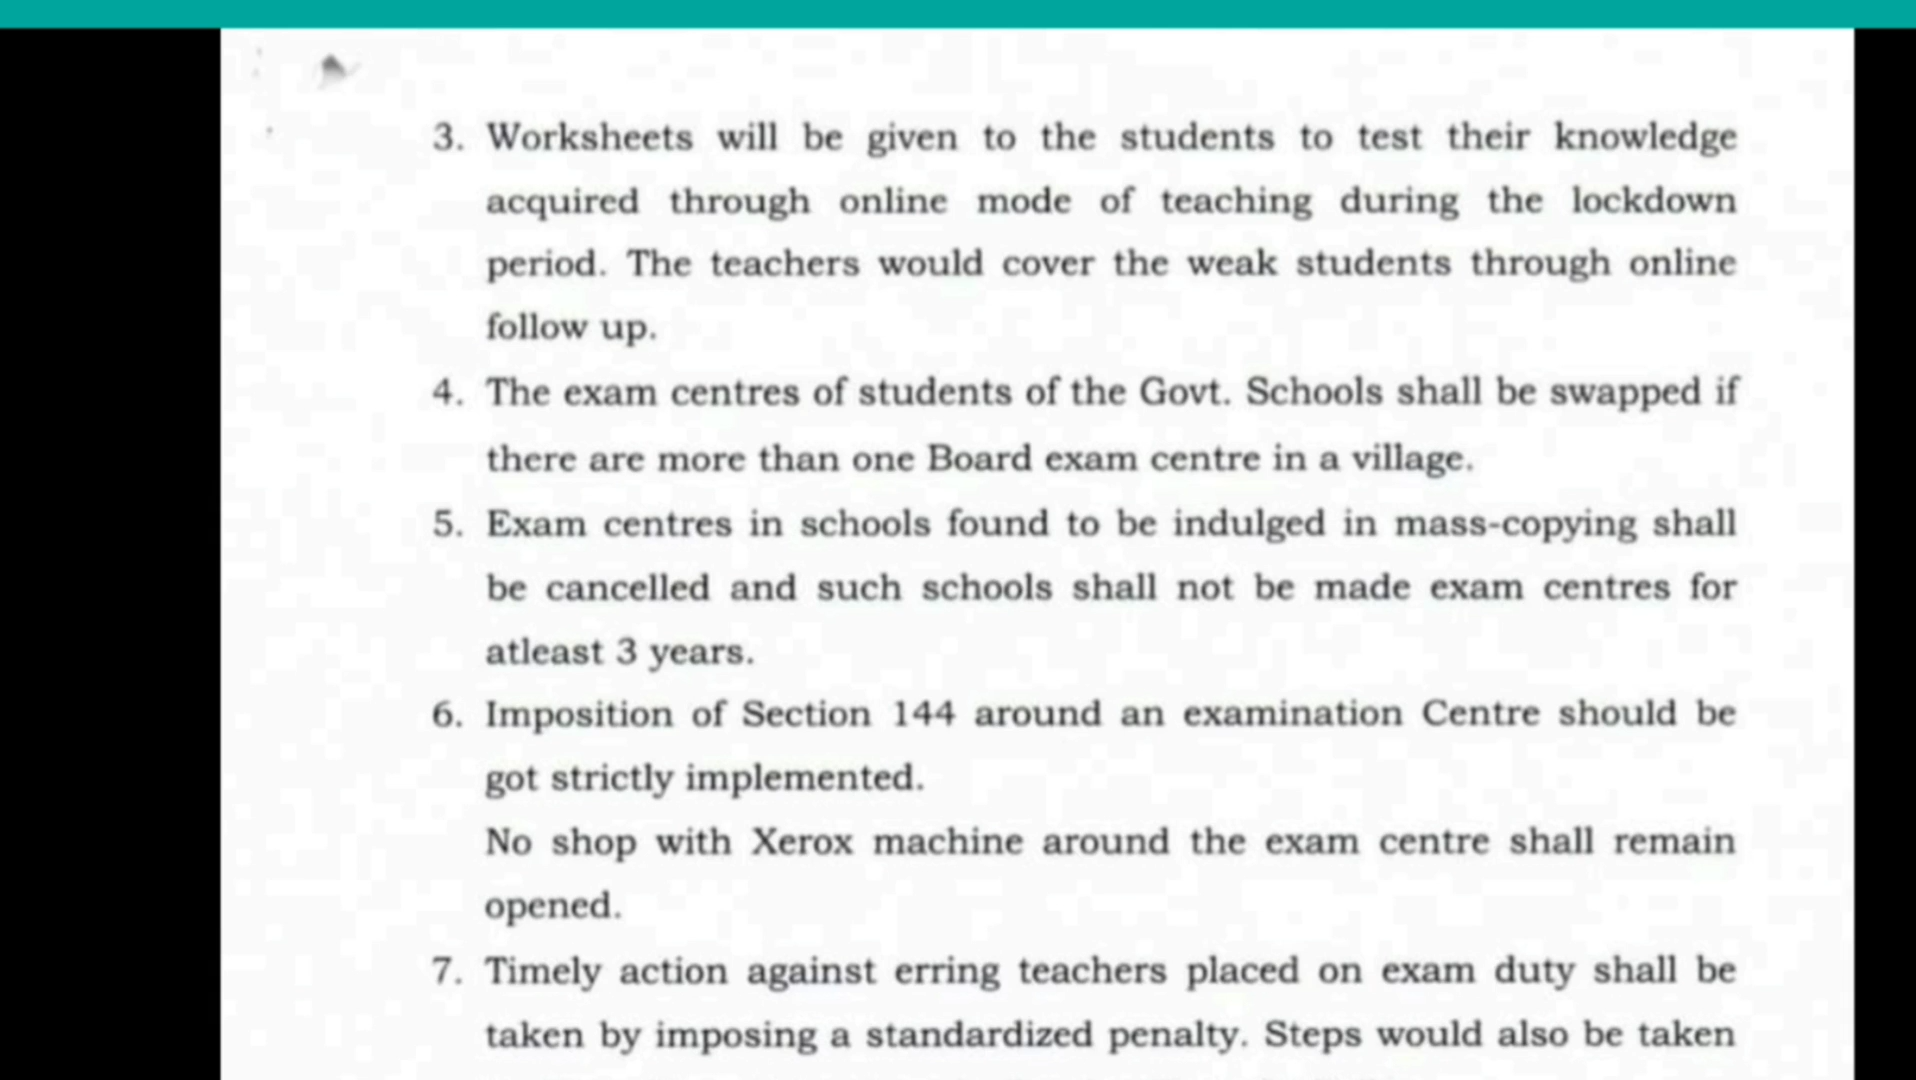 3. Worksheets will be given to the students to test their knowledge
acquired through online mode of teaching during the lockdown
period. The teachers would cover the weak students through online
follow up.
4. The exam centres of students of the Govt. Schools shall be swapped if
there are more than one Board exam centre in a village.
5. Exam centres in schools found to be indulged in mass-copying shall
be cancelled and such schools shall not be made exam centres for
atleast 3 years.
6. Imposition of Section 144 around an examination Centre should be
got strictly implemented.
No shop with Xerox machine around the exam centre shall remain
opened.
7. Timely action against erring teachers placed on exam duty shall be
taken by imposing a standardized penalty. Steps would also be taken